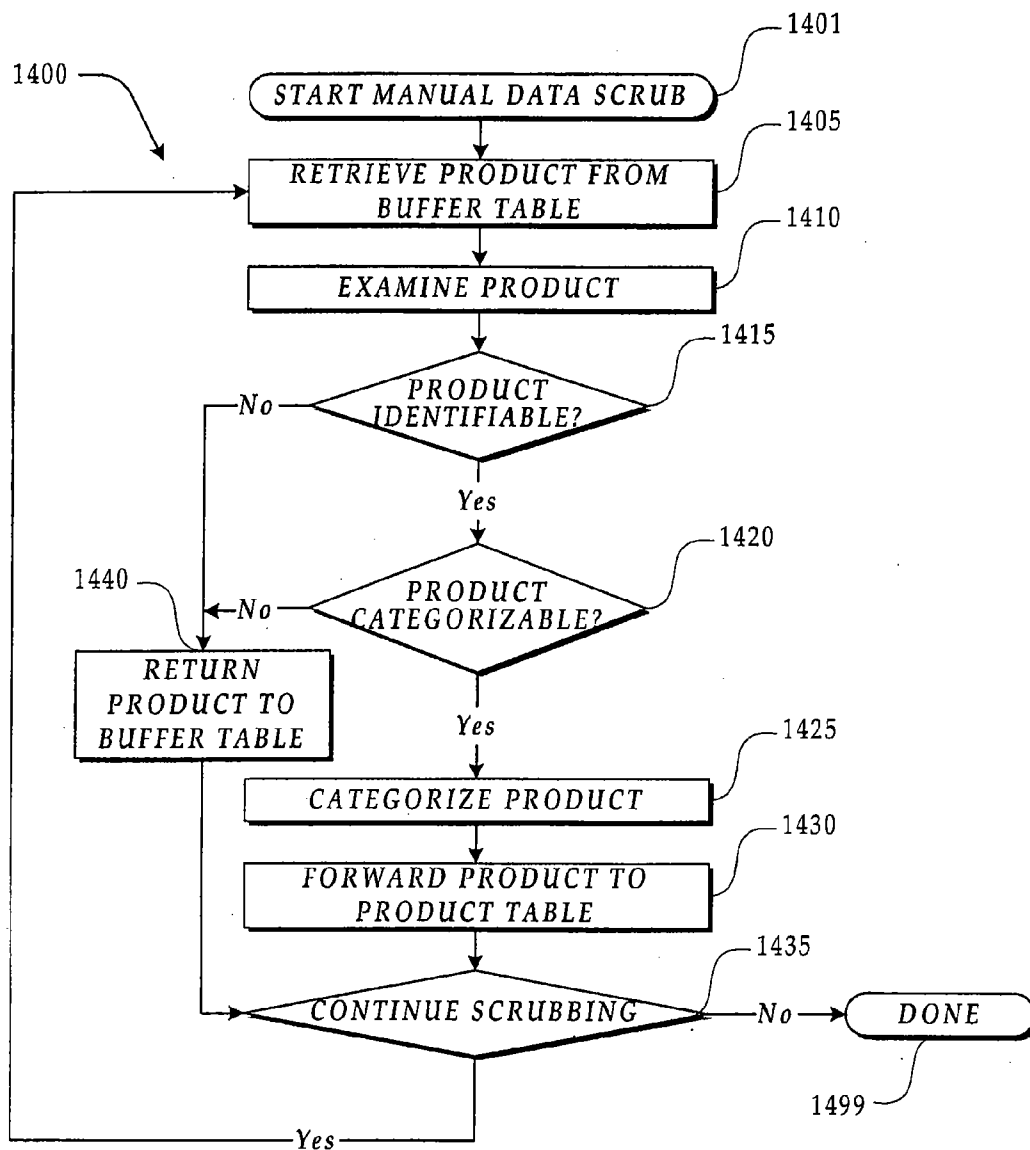 1401
1400
START MANUAL DATA SCRUB
1405
RETRIEVE PRODUCT FROM
BUFFER TABLE
1410
EXAMINE PRODUCT
1415
PRODUCT
IDENTIFIABLE?
No
Yes
1420
1440
PRODUCT
CATEGORIZABLE?
No
RETURN
PRODUCT TO
BUFFER TABLE
Yes
1425
CATEGORIZE PRODUCT
1430
FORWARD PRODUCT TO
PRODUCT TABLE
1435
CONTINUE SCRUBBING
No
DONE
1499
Yes